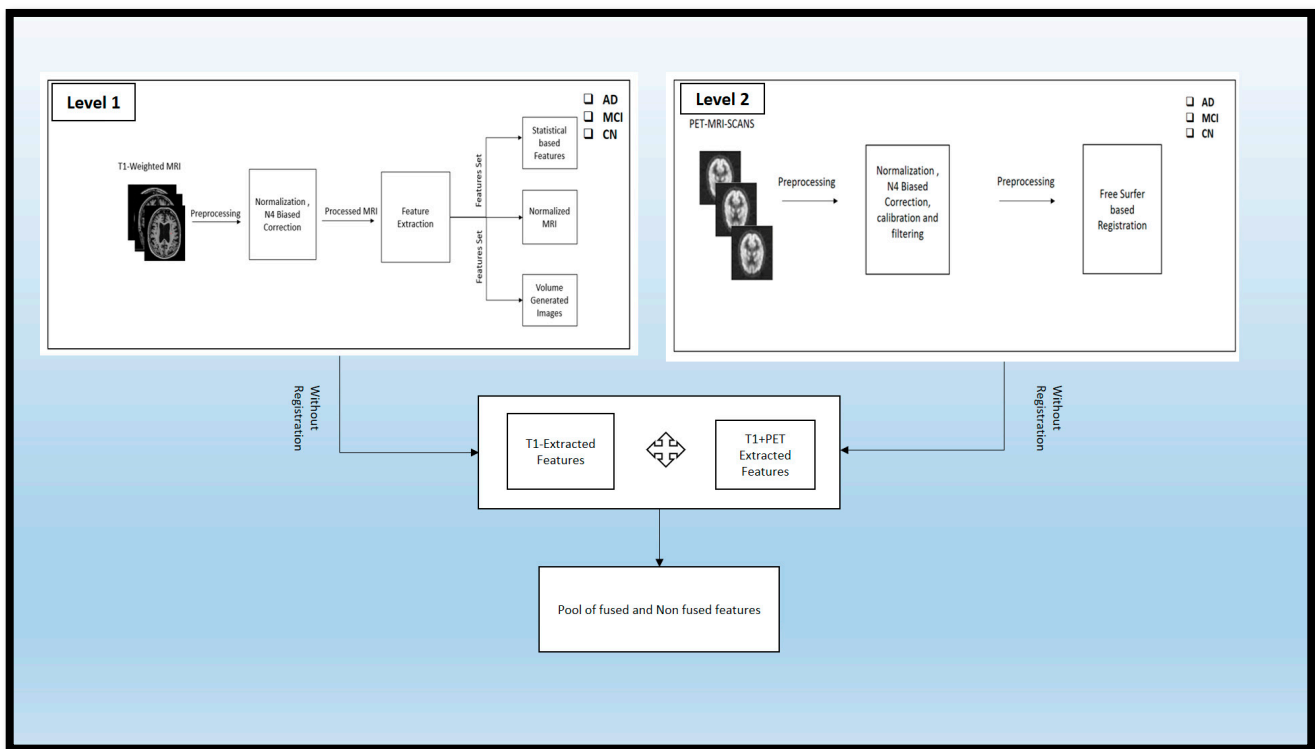 Level 1
❑ AD
❑ MCI
❑ CN
T1-Weighted MRI
Preprocessing
Normalization ,
N4 Biased
Correction
Processed MRI
Feature
Extraction
Features Set
Features Set
Statistical
based
Features
Normalized
MRI
Volume
Generated
Images
Level 2
❑ AD
❑ MCI
❑ CN
PET-MRI-SCANS
Preprocessing
Normalization ,
N4 Biased
Correction,
calibration and
filtering
Preprocessing
Free Surfer
based
Registration
Without
Registration
Without
Registration
T1-Extracted
Features
T1+PET
Extracted
Features
Pool of fused and Non fused features